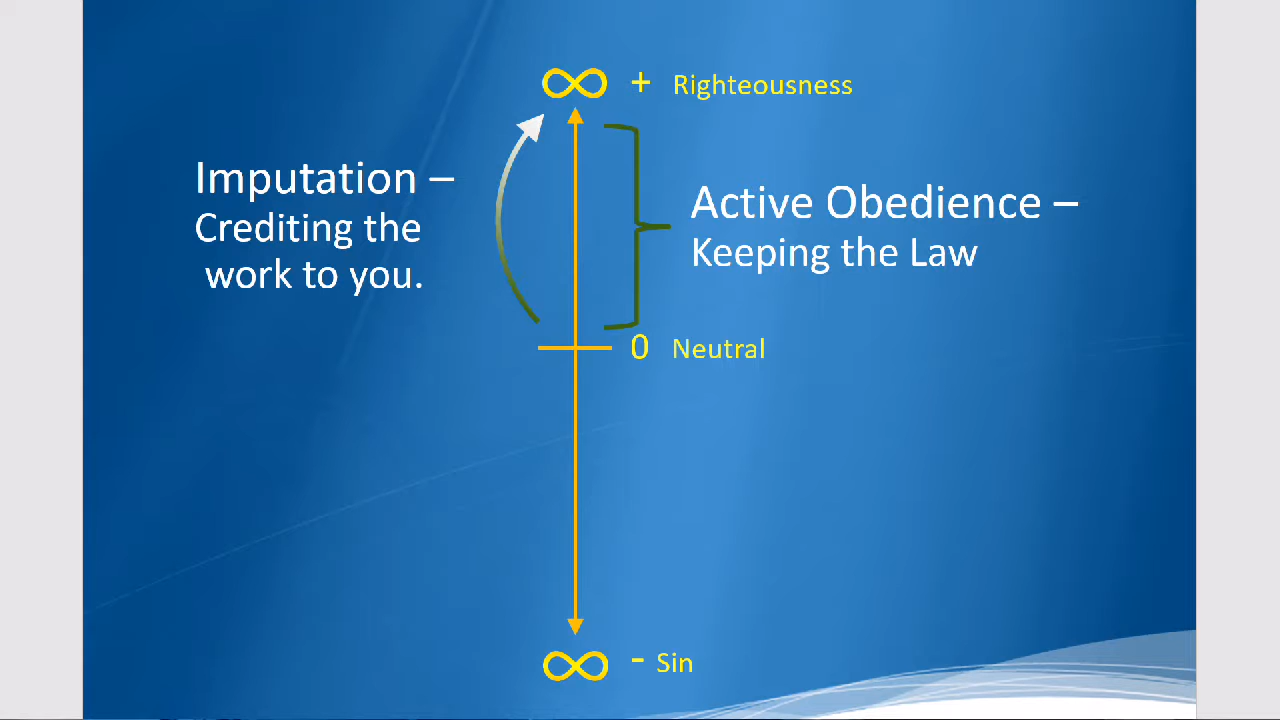 ∞ + Righteousness
Imputation –
Crediting the
work to you.
Active Obedience –
Keeping the Law
0 Neutral
∞ - Sin